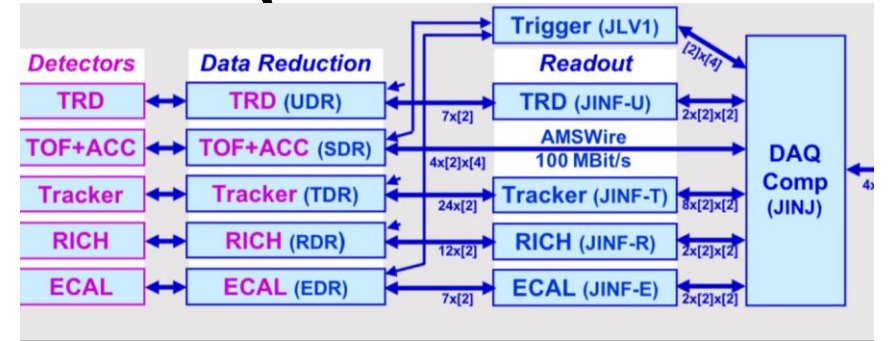 Trigger (JLV1)
[2]x[4]
Detectors
Data Reduction
Readout
TRD
TRD (UDR)
7x[2]
TRD (JINF-U)
2x[2]x[2]
TOF+ACC
TOF+ACC (SDR)
4x[2]x[4]
AMSWire
100 MBit/s
Tracker
Tracker (TDR)
24x[2]
Tracker (JINF-T)
8x[2]x[2]
RICH
RICH (RDR)
12x[2]
RICH (JINF-R)
2x[2]x[2]
ECAL
ECAL (EDR)
7x[2]
ECAL (JINF-E)
2x[2]x[2]
DAQ
Comp
(JINJ)